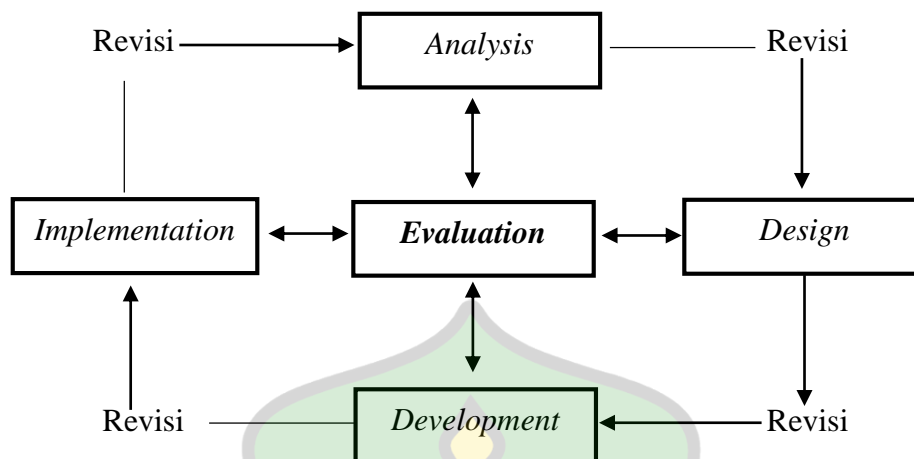 Revisi
Analysis
Revisi
Implementation
Evaluation
Design
Revisi
Development
Revisi